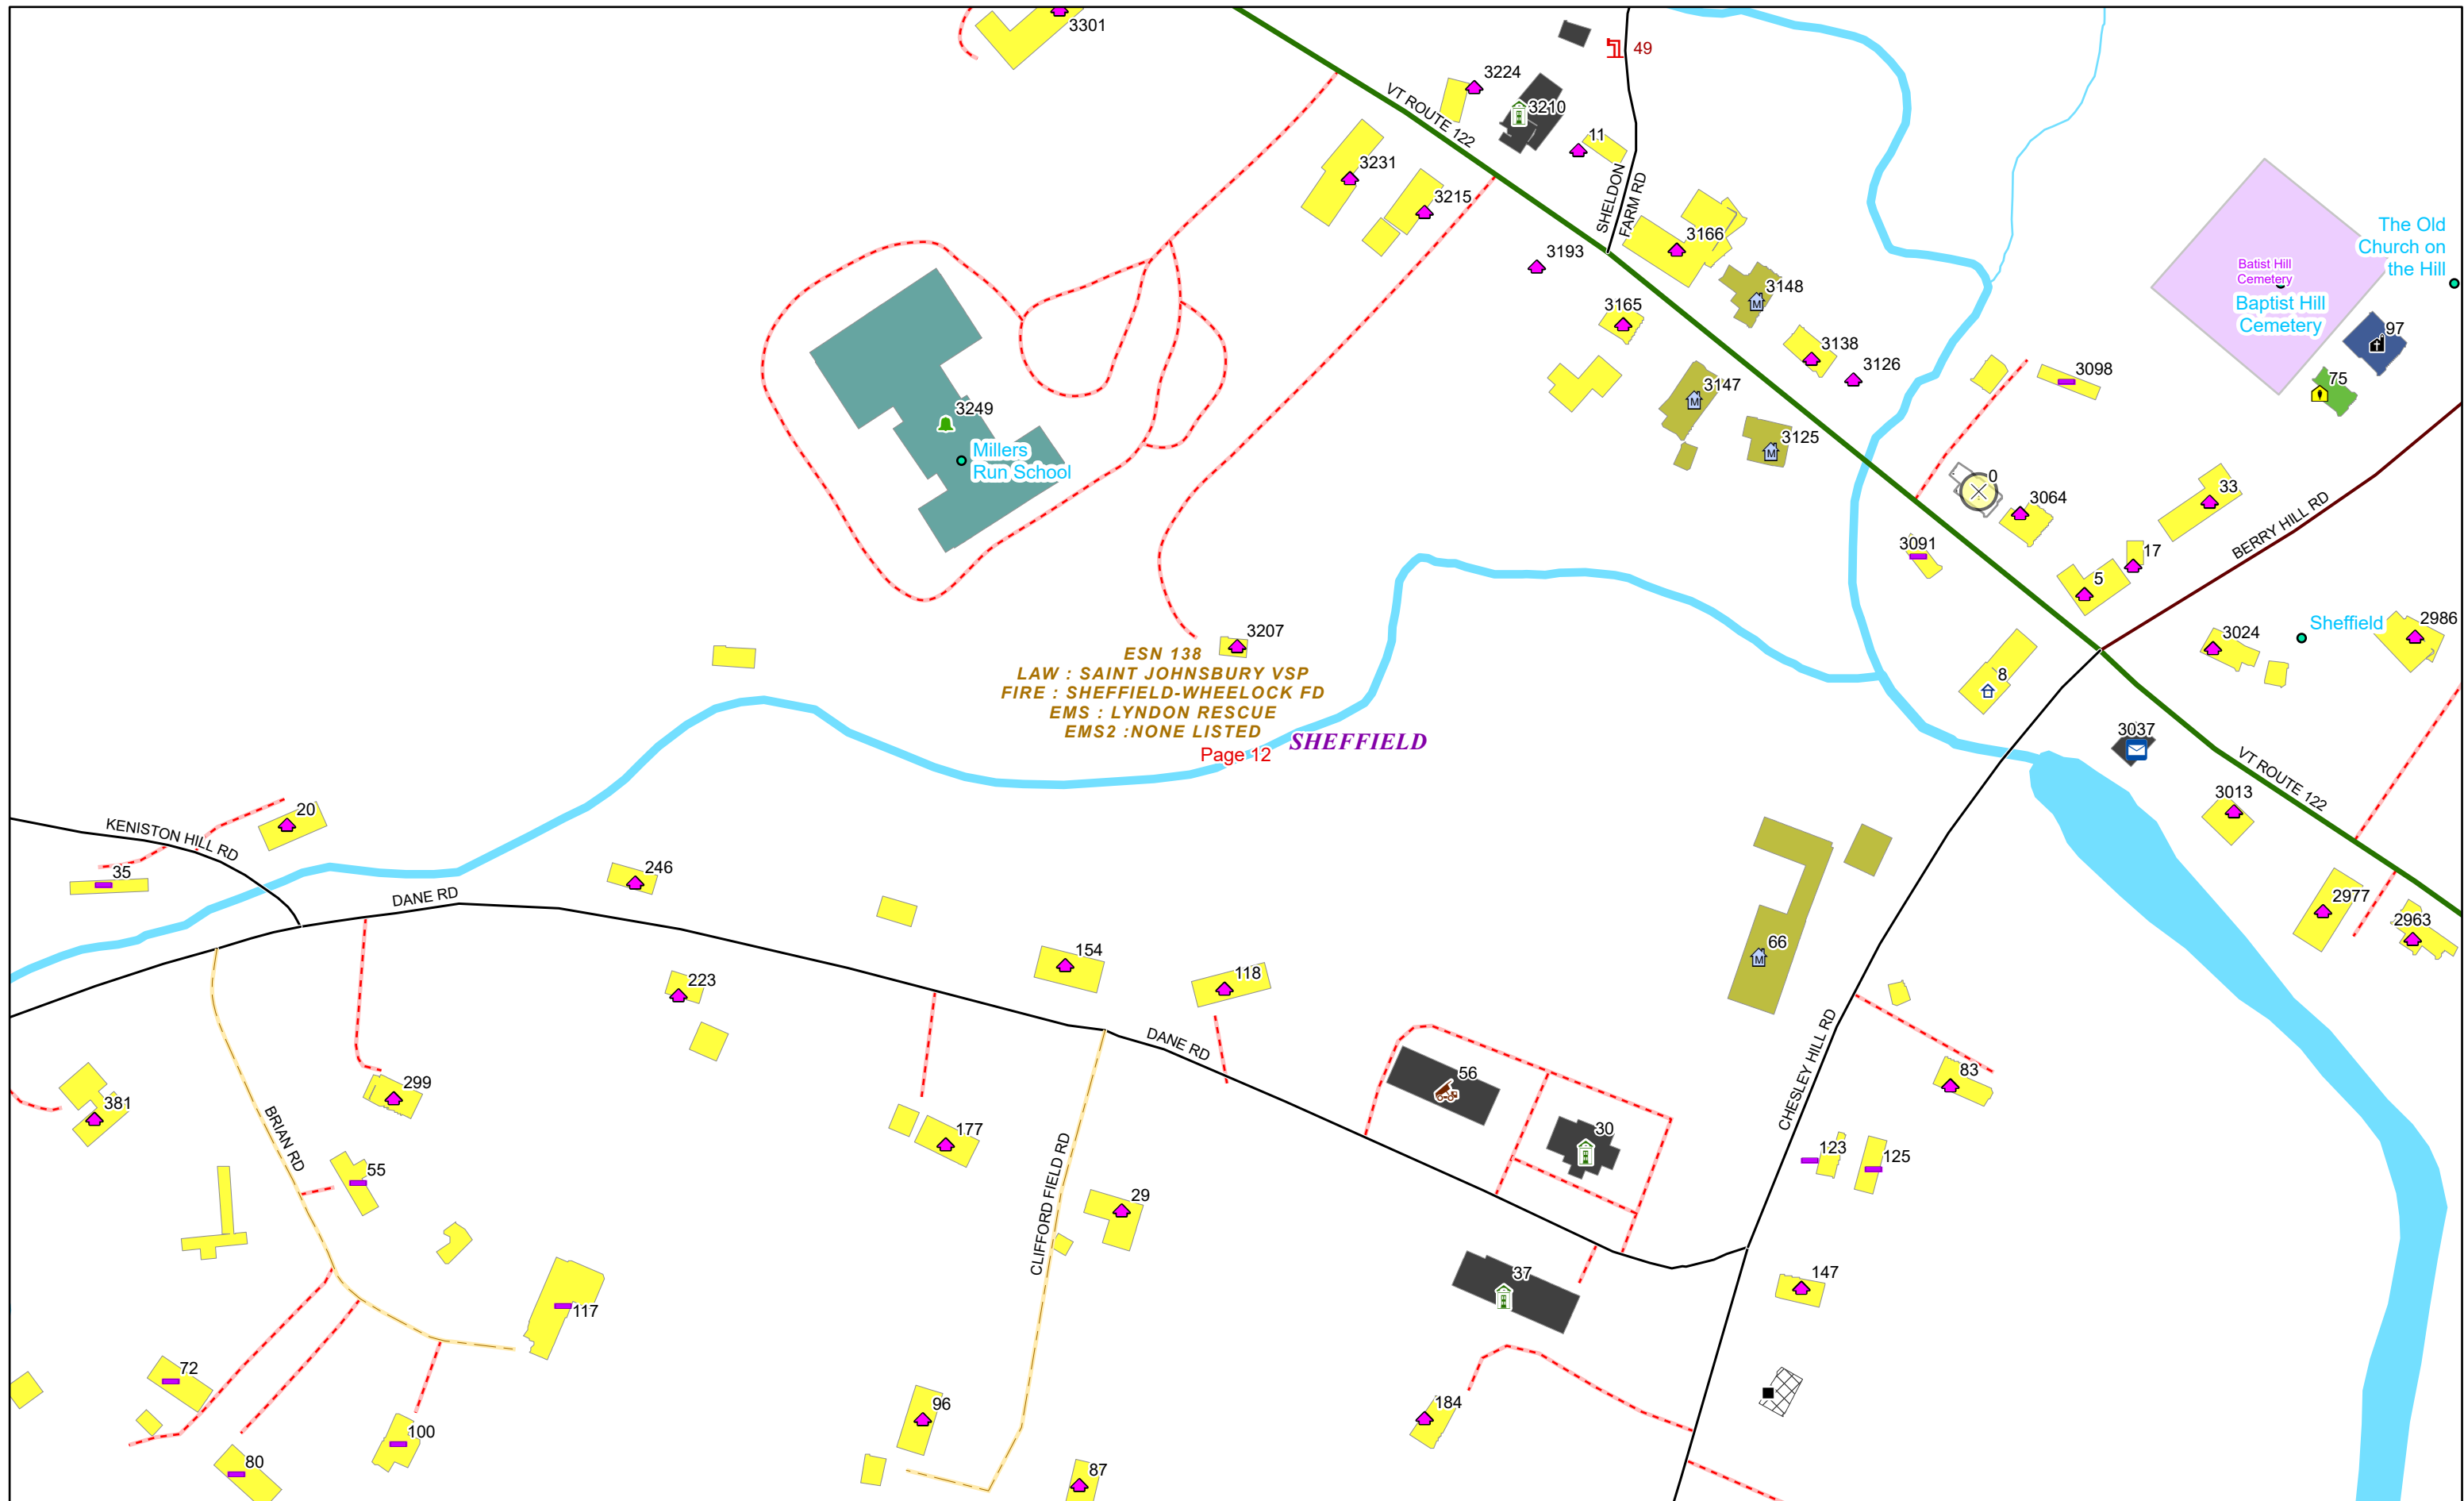 3301
3224
49
3210
VT ROUTE 122
11
3231
3215
SHELDON
FARM RD
3166
3193
The Old
Church on
the Hill
Batist Hill
Cemetery
Baptist Hill
Cemetery
3148
3165
97
3138
3126
3098
75
3147
3249
Millers
Run School
3125
0
3064
33
BERRY HILL RD
3091
17
5
3207
3024
Sheffield
2986
ESN 138
LAW : SAINT JOHNSBURY VSP
FIRE : SHEFFIELD-WHEELOCK FD
EMS : LYNDON RESCUE
EMS2 :NONE LISTED
8
Page 12
SHEFFIELD
3037
VT ROUTE 122
3013
20
KENISTON HILL RD
35
246
DANE RD
2977
2963
66
154
118
223
DANE RD
CHESLEY HILL RD
56
83
299
381
BRIAN RD
177
30
CLIFFORD FIELD RD
123
125
55
29
37
147
117
72
96
184
100
80
87